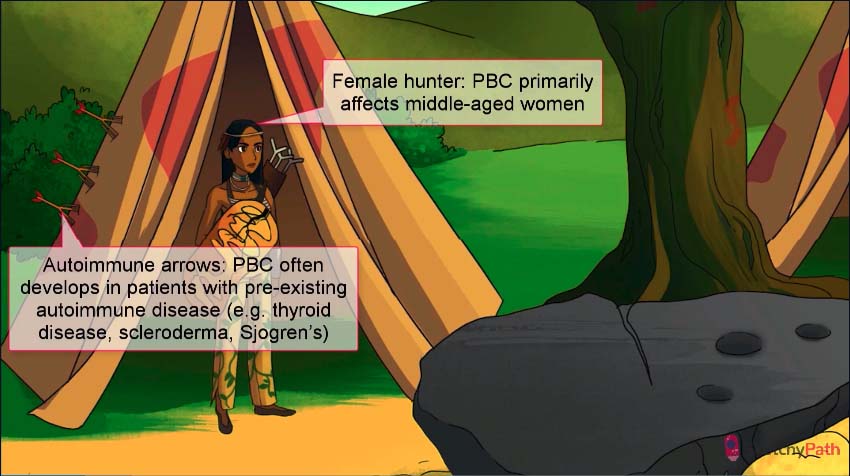 Female hunter: PBC primarily
affects middle-aged women
Autoimmune arrows: PBC often
develops in patients with pre-existing
autoimmune disease (e.g. thyroid
disease, scleroderma, Sjogren's)